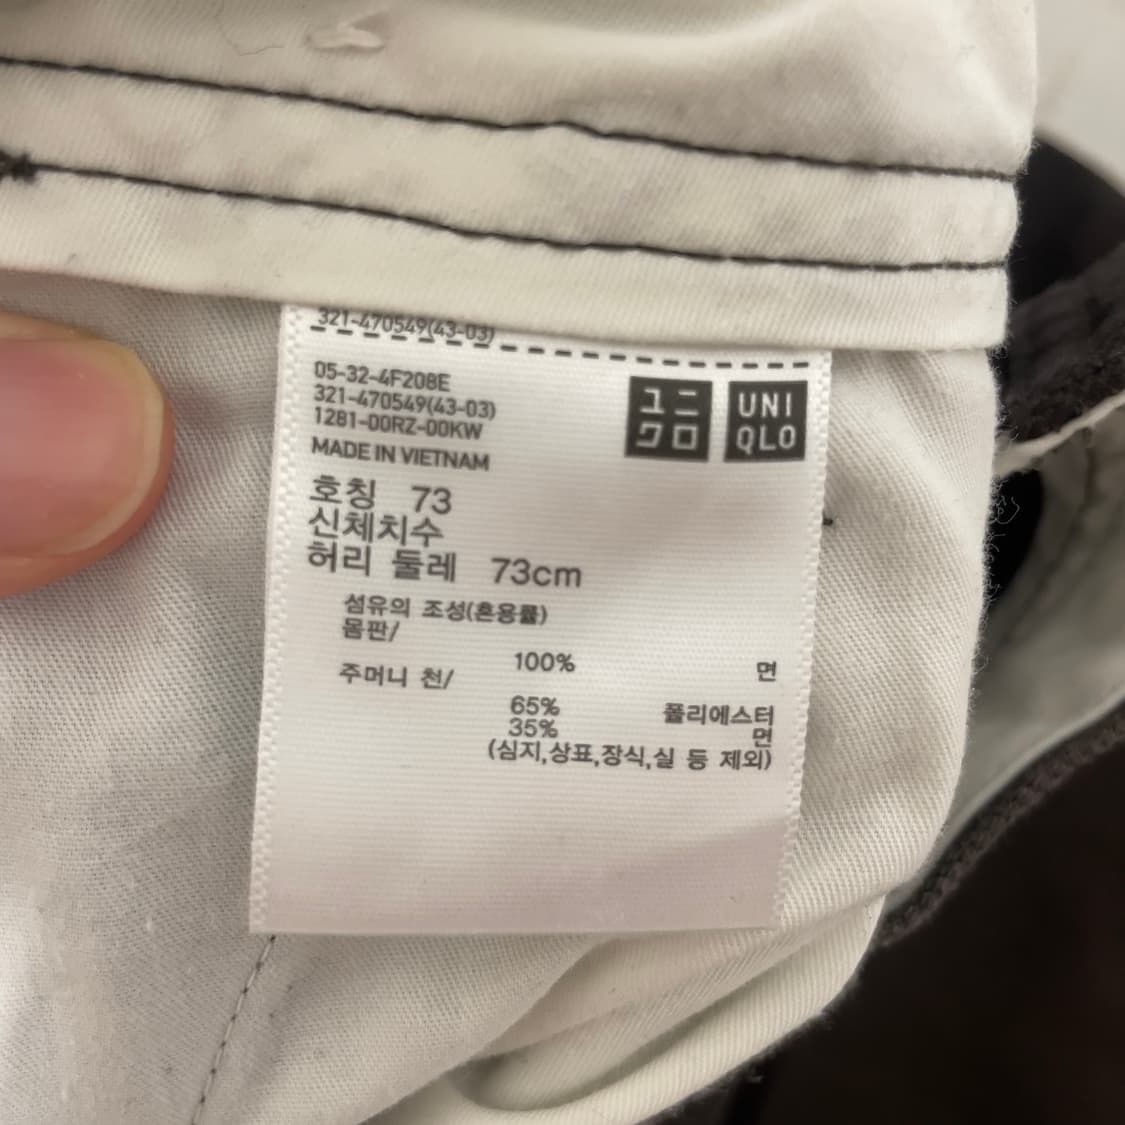 321-470549(43-03)
05-32-4F208E
321-470549(43-03)
1281-00RZ-00KW
MADE IN VIETNAM
ユニ
クロ
UNI
QLO
호칭 73
신체치수
허리 둘레 73cm
섬유의 조성(혼용률)
몸판/
100% 면
주머니 천/
65% 폴리에스터
35% 면
(심지,상표,장식,실 등 제외)